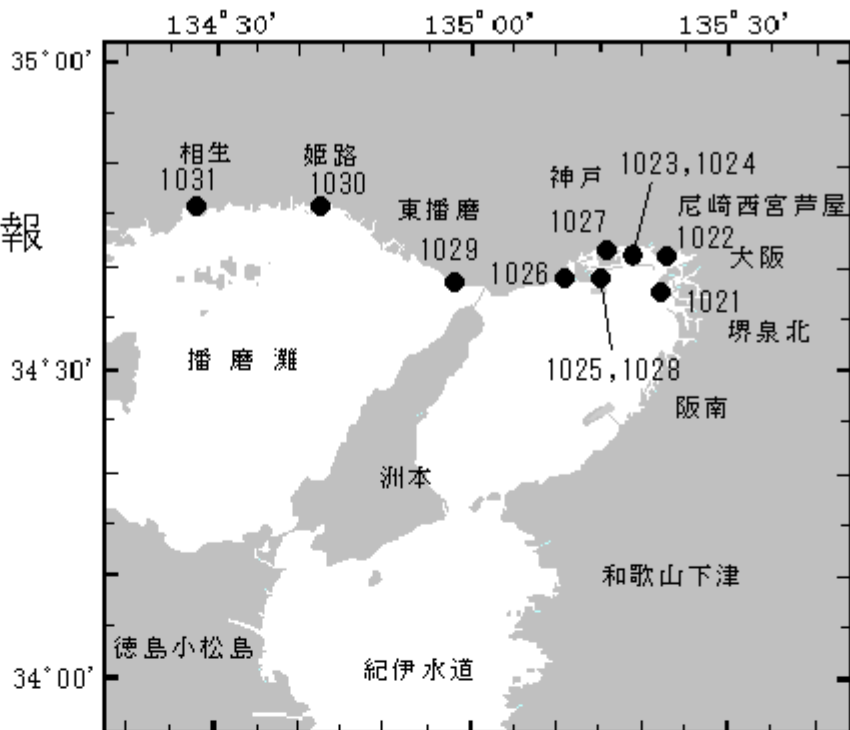 134°30' 135°00' 135°30'
35°00'
相生
1031
姫路
1030
神戸
1023,1024
東播磨
尼崎西宮芦屋
報
1027
1022
1029
1026
大阪
1021
堺泉北
播磨灘
34°30'
1025,1028
阪南
洲本
和歌山下津
徳島小松島
紀伊水道
34°00'